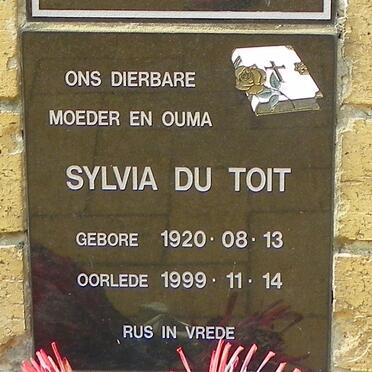 ONS DIERBARE
MOEDER EN OUMA
SYLVIA DU TOIT
GEBORE 1920·08·13
OORLEDE 1999·11·14
RUS IN VREDE